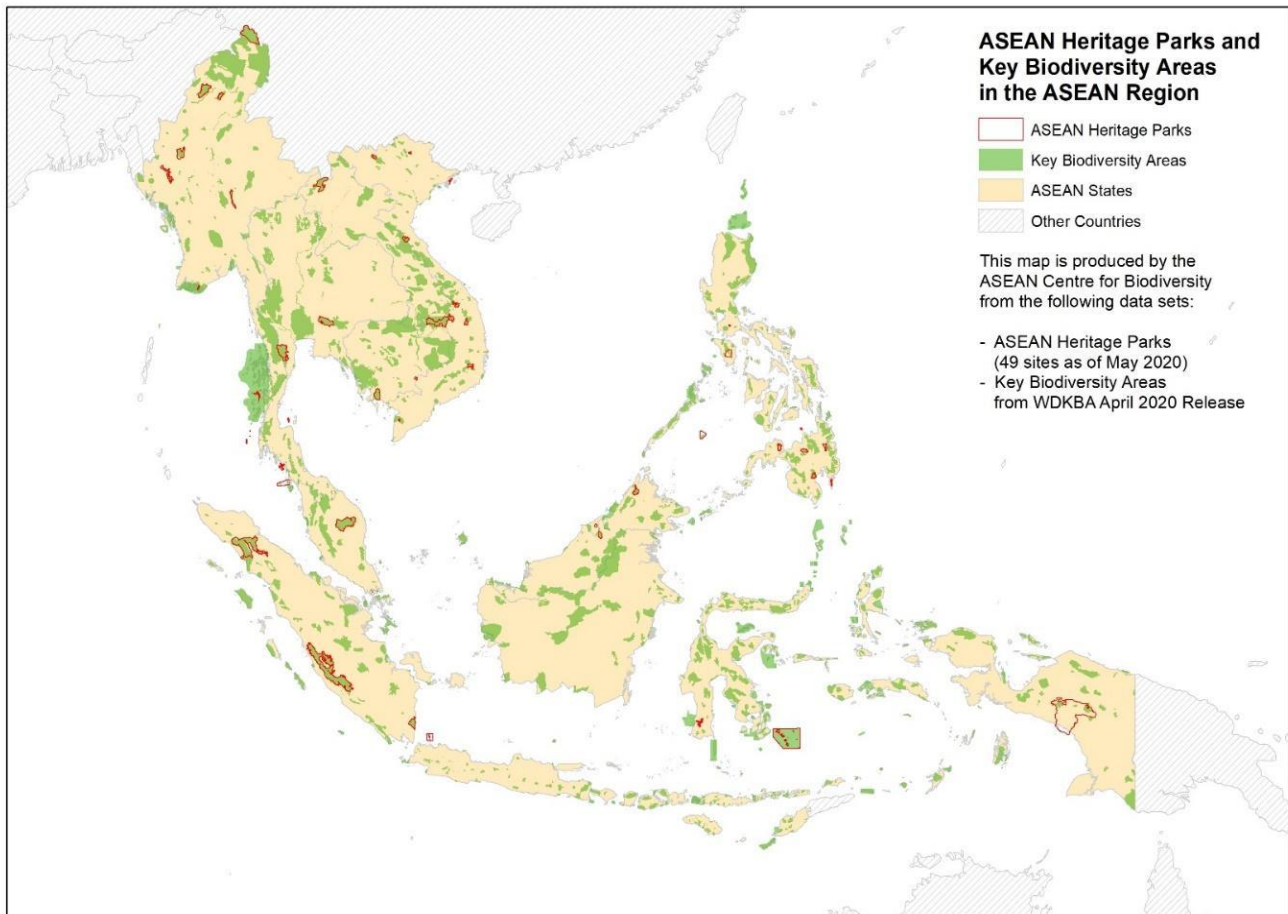 ASEAN Heritage Parks and
Key Biodiversity Areas
in the ASEAN Region
ASEAN Heritage Parks
Key Biodiversity Areas
ASEAN States
Other Countries
This map is produced by the
ASEAN Centre for Biodiversity
from the following data sets:
- ASEAN Heritage Parks
(49 sites as of May 2020)
- Key Biodiversity Areas
from WDKBA April 2020 Release